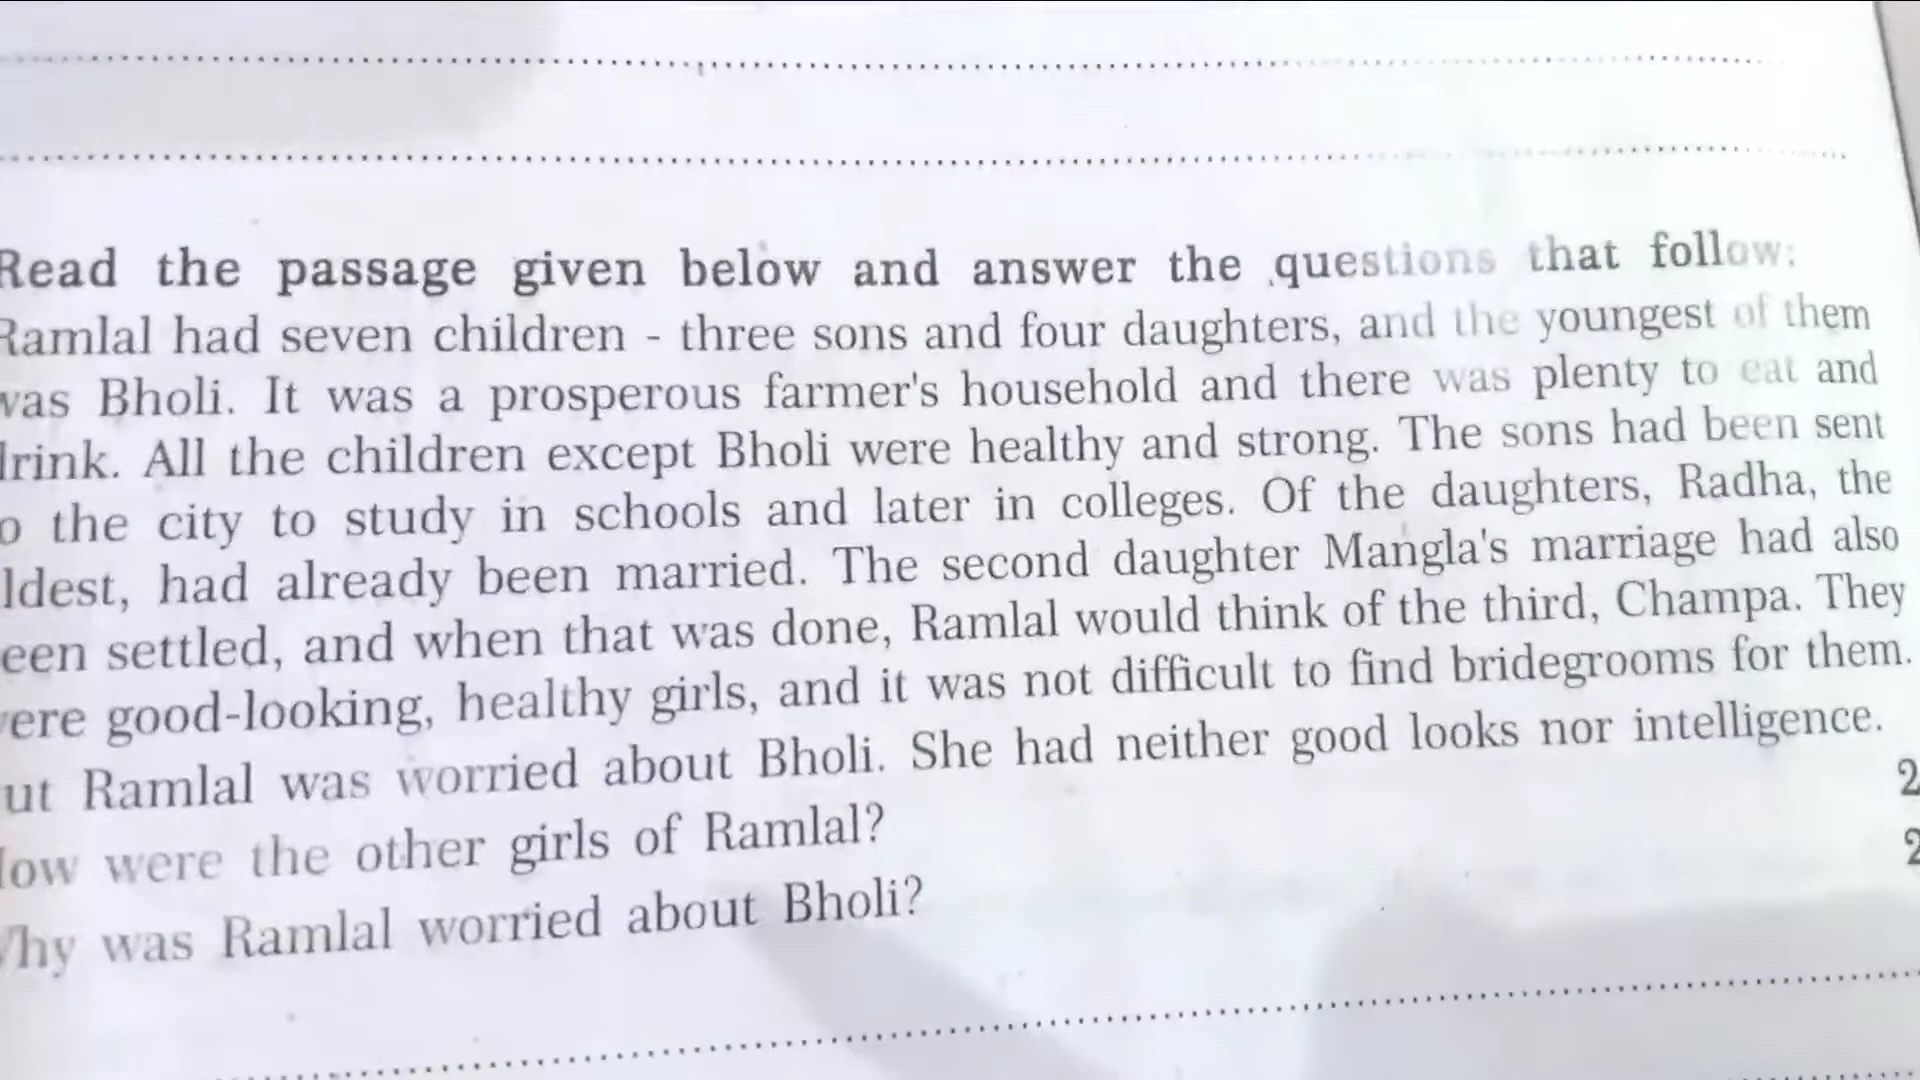 Read the passage given below and answer the questions that follow:
Ramlal had seven children - three sons and four daughters, and the youngest of them
was Bholi. It was a prosperous farmer's household and there was plenty to eat and
drink. All the children except Bholi were healthy and strong. The sons had been sent
o the city to study in schools and later in colleges. Of the daughters, Radha, the
ldest, had already been married. The second daughter Mangla's marriage had also
een settled, and when that was done, Ramlal would think of the third, Champa. They
ere good-looking, healthy girls, and it was not difficult to find bridegrooms for them.
ut Ramlal was worried about Bholi. She had neither good looks nor intelligence.
How were the other girls of Ramlal? 2
Why was Ramlal worried about Bholi? 2